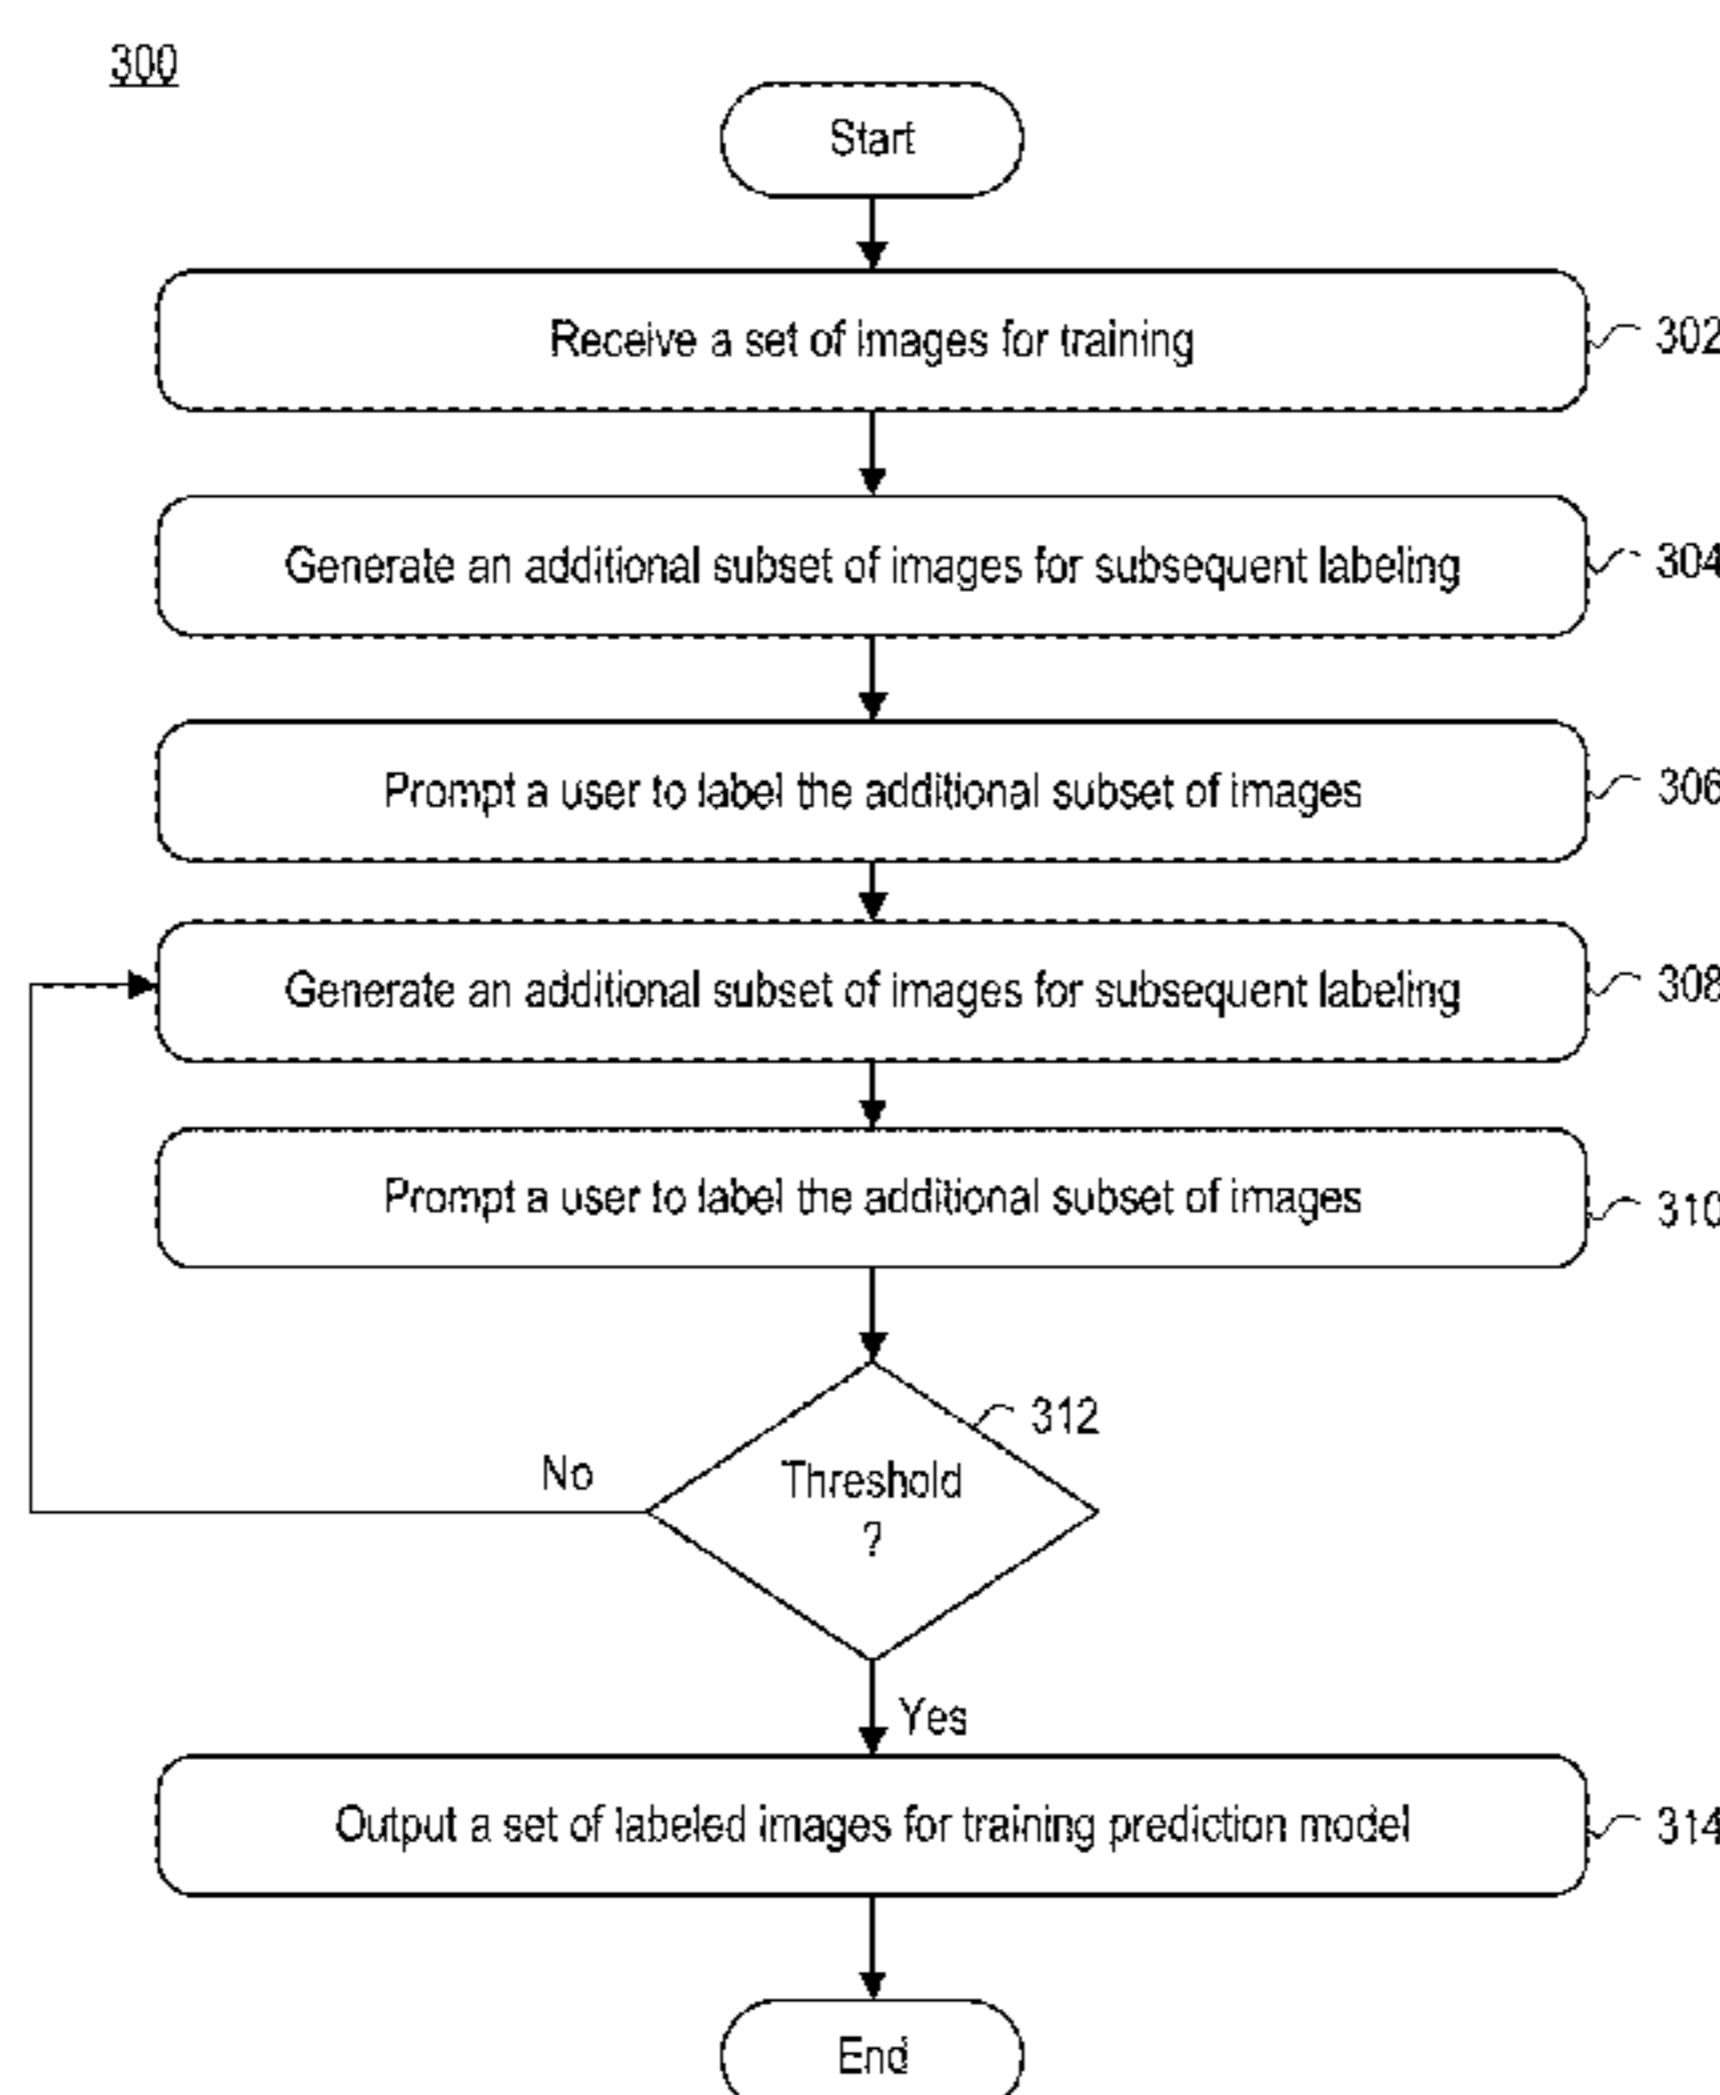 300
Start
Receive a set of images for training
302
Generate an additional subset of images for subsequent labeling
304
Prompt a user to label the additional subset of images
306
Generate an additional subset of images for subsequent labeling
308
Prompt a user to label the additional subset of images
310
312
Threshold
?
No
Yes
Output a set of labeled images for training prediction model
314
End